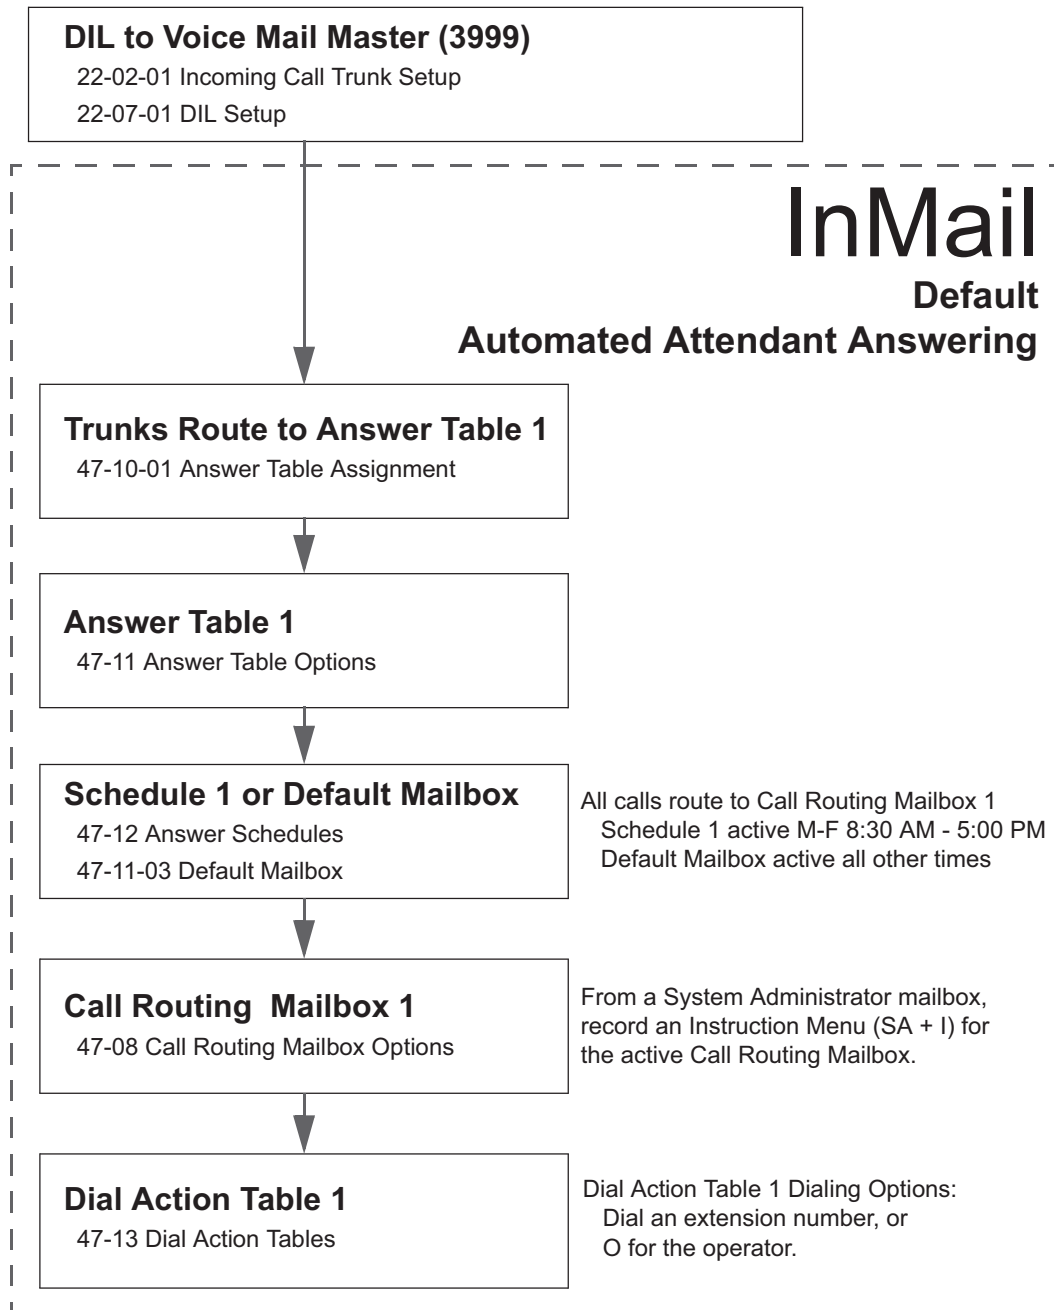 DIL to Voice Mail Master (3999)
22-02-01 Incoming Call Trunk Setup
22-07-01 DIL Setup
InMail
Default
Automated Attendant Answering
Trunks Route to Answer Table 1
47-10-01 Answer Table Assignment
Answer Table 1
47-11 Answer Table Options
Schedule 1 or Default Mailbox
47-12 Answer Schedules
47-11-03 Default Mailbox
All calls route to Call Routing Mailbox 1
Schedule 1 active M-F 8:30 AM - 5:00 PM
Default Mailbox active all other times
Call Routing  Mailbox 1
47-08 Call Routing Mailbox Options
From a System Administrator mailbox,
record an Instruction Menu (SA + I) for
the active Call Routing Mailbox.
Dial Action Table 1
47-13 Dial Action Tables
Dial Action Table 1 Dialing Options:
Dial an extension number, or
O for the operator.